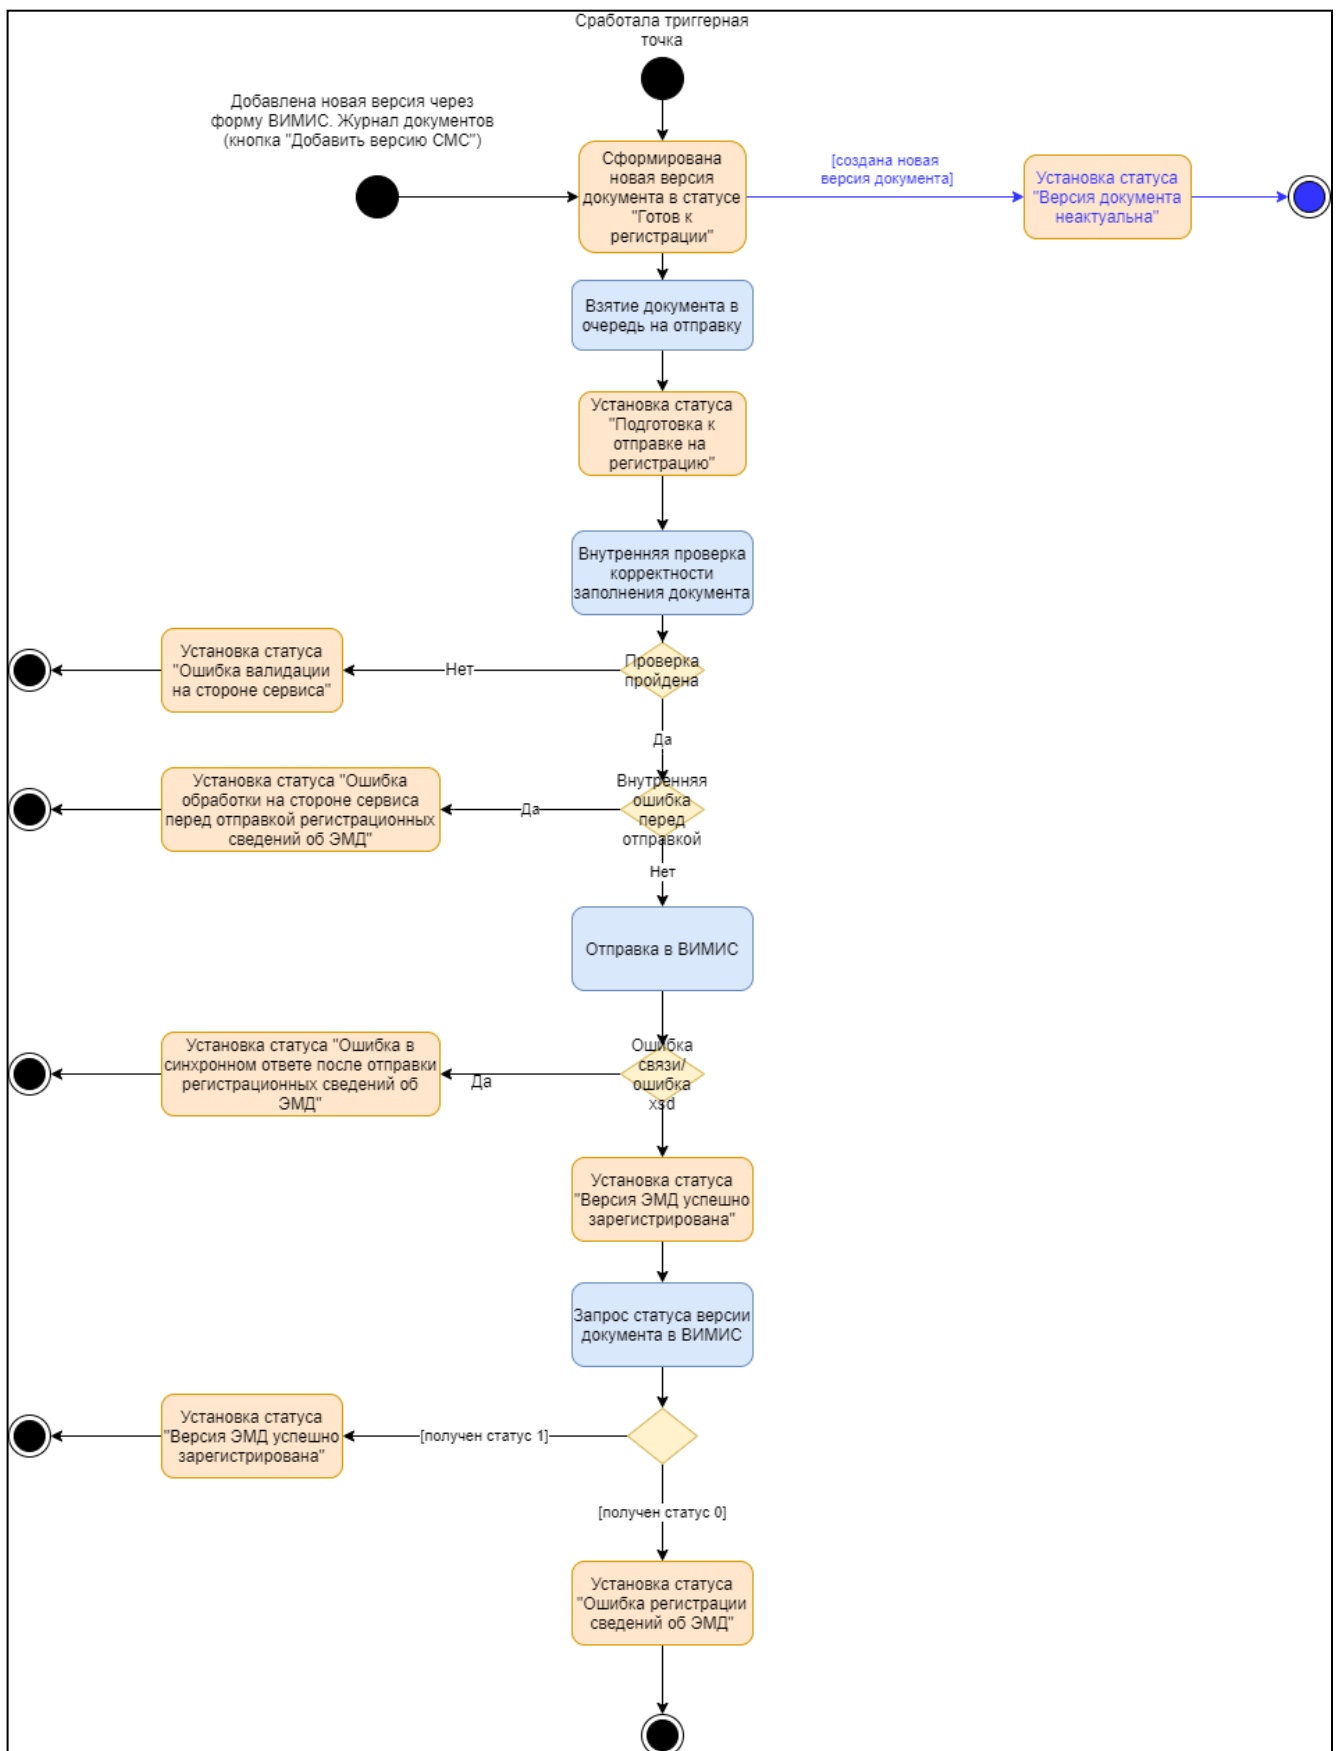 Сработала триггерная
точка
Добавлена новая версия через
форму ВИМИС. Журнал документов
(кнопка "Добавить версию СМС")
Сформирована
новая версия
документа в статусе
"Готов к
регистрации"
[создана новая
версия документа]
Установка статуса
"Версия документа
неактуальна"
Взятие документа в
очередь на отправку
Установка статуса
"Подготовка к
отправке на
регистрацию"
Внутренняя проверка
корректности
заполнения документа
Проверка
пройдена
Нет
Установка статуса
"Ошибка валидации
на стороне сервиса"
Да
Внутренняя
ошибка
перед
отправкой
Да
Установка статуса "Ошибка
обработки на стороне сервиса
перед отправкой регистрационных
сведений об ЭМД"
Нет
Отправка в ВИМИС
Ошибка
связи/
ошибка
xsd
Да
Установка статуса "Ошибка в
синхронном ответе после отправки
регистрационных сведений об
ЭМД"
Установка статуса
"Версия ЭМД успешно
зарегистрирована"
Запрос статуса версии
документа в ВИМИС
[получен статус 1]
Установка статуса
"Версия ЭМД успешно
зарегистрирована"
[получен статус 0]
Установка статуса
"Ошибка регистрации
сведений об ЭМД"